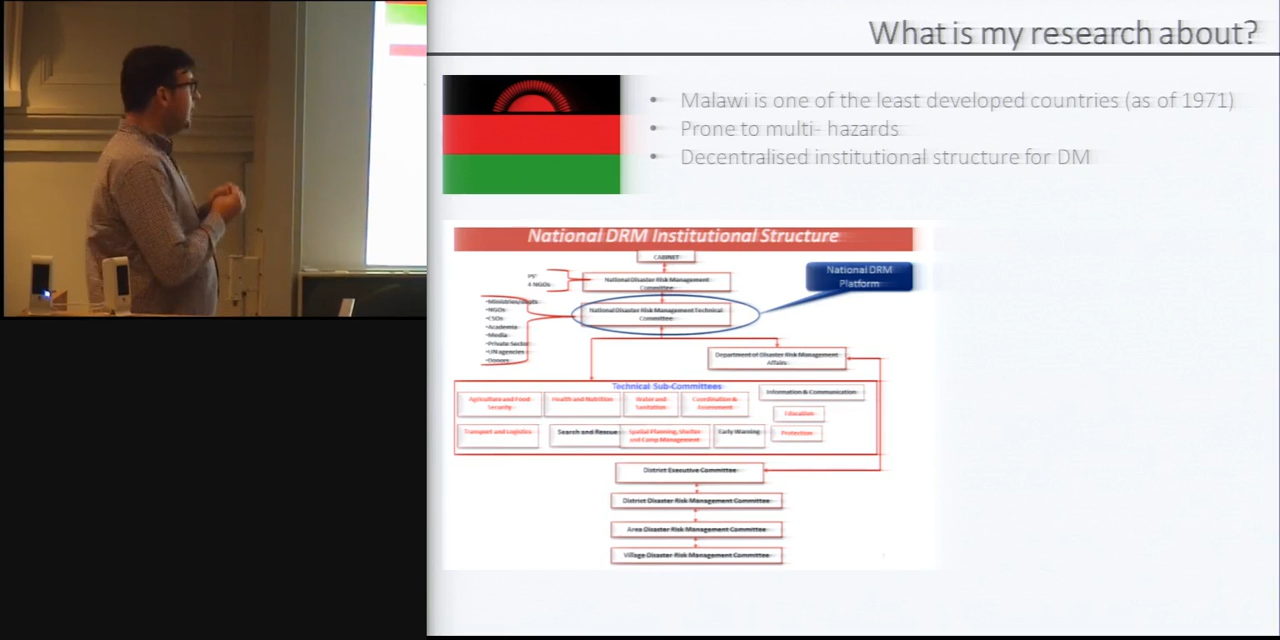 What is my research about?
• Malawi is one of the least developed countries (as of 1971)
• Prone to multi- hazards
• Decentralised institutional structure for DM
National DRM Institutional Structure
CABINET
National Disaster Risk Management
Committee
4 NGOs
National DRM
Platform
National Disaster Risk Management Technical
Committee
•Ministries/depts
•NGOs
•CSOs
•Academia
•Media
•Private Sector
•UN agencies
•Donors
Department of Disaster Risk Management
Affairs
Technical Sub-Committees
Agriculture and Food
Security
Health and Nutrition
Water and
Sanitation
Coordination &
Assessment
Information & Communication
Education
Transport and Logistics
Search and Rescue
Spatial Planning, Shelter
and Camp Management
Early Warning
Protection
District Executive Committee
District Disaster Risk Management Committee
Area Disaster Risk Management Committee
Village Disaster Risk Management Committee